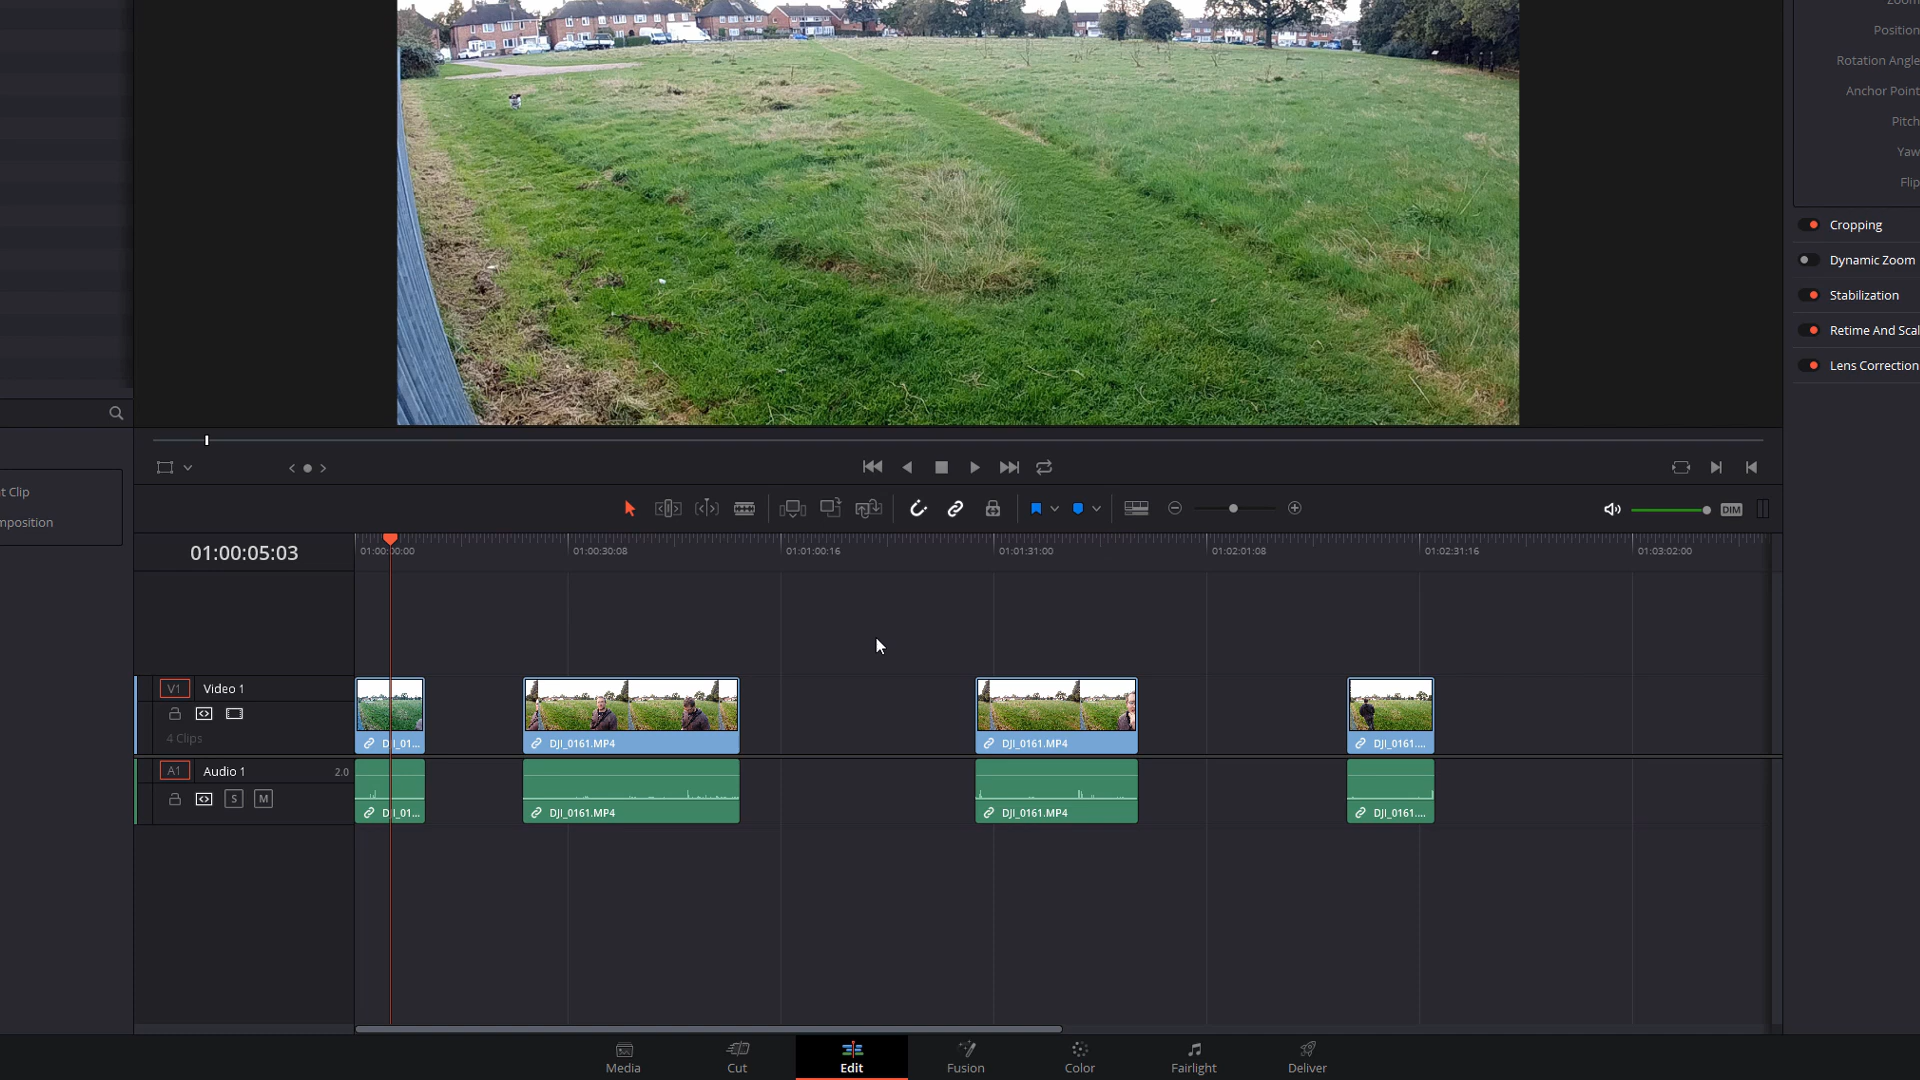 Zoom
Position
Rotation Angle
Anchor Point
Pitch
Yaw
Flip
Cropping
Dynamic Zoom
Stabilization
Retime And Scal
Lens Correction
t Clip
mposition
DIM
01:00:05:03
01:00:00:00
01:00:30:08
01:01:00:16
01:01:31:00
01:02:01:08
01:02:31:16
01:03:02:00
V1
Video 1
4 Clips
DJI_01...
DJI_0161.MP4
DJI_0161.MP4
DJI_0161....
A1
Audio 1
2.0
S
M
DJI_01...
DJI_0161.MP4
DJI_0161.MP4
DJI_0161....
Media
Cut
Edit
Fusion
Color
Fairlight
Deliver